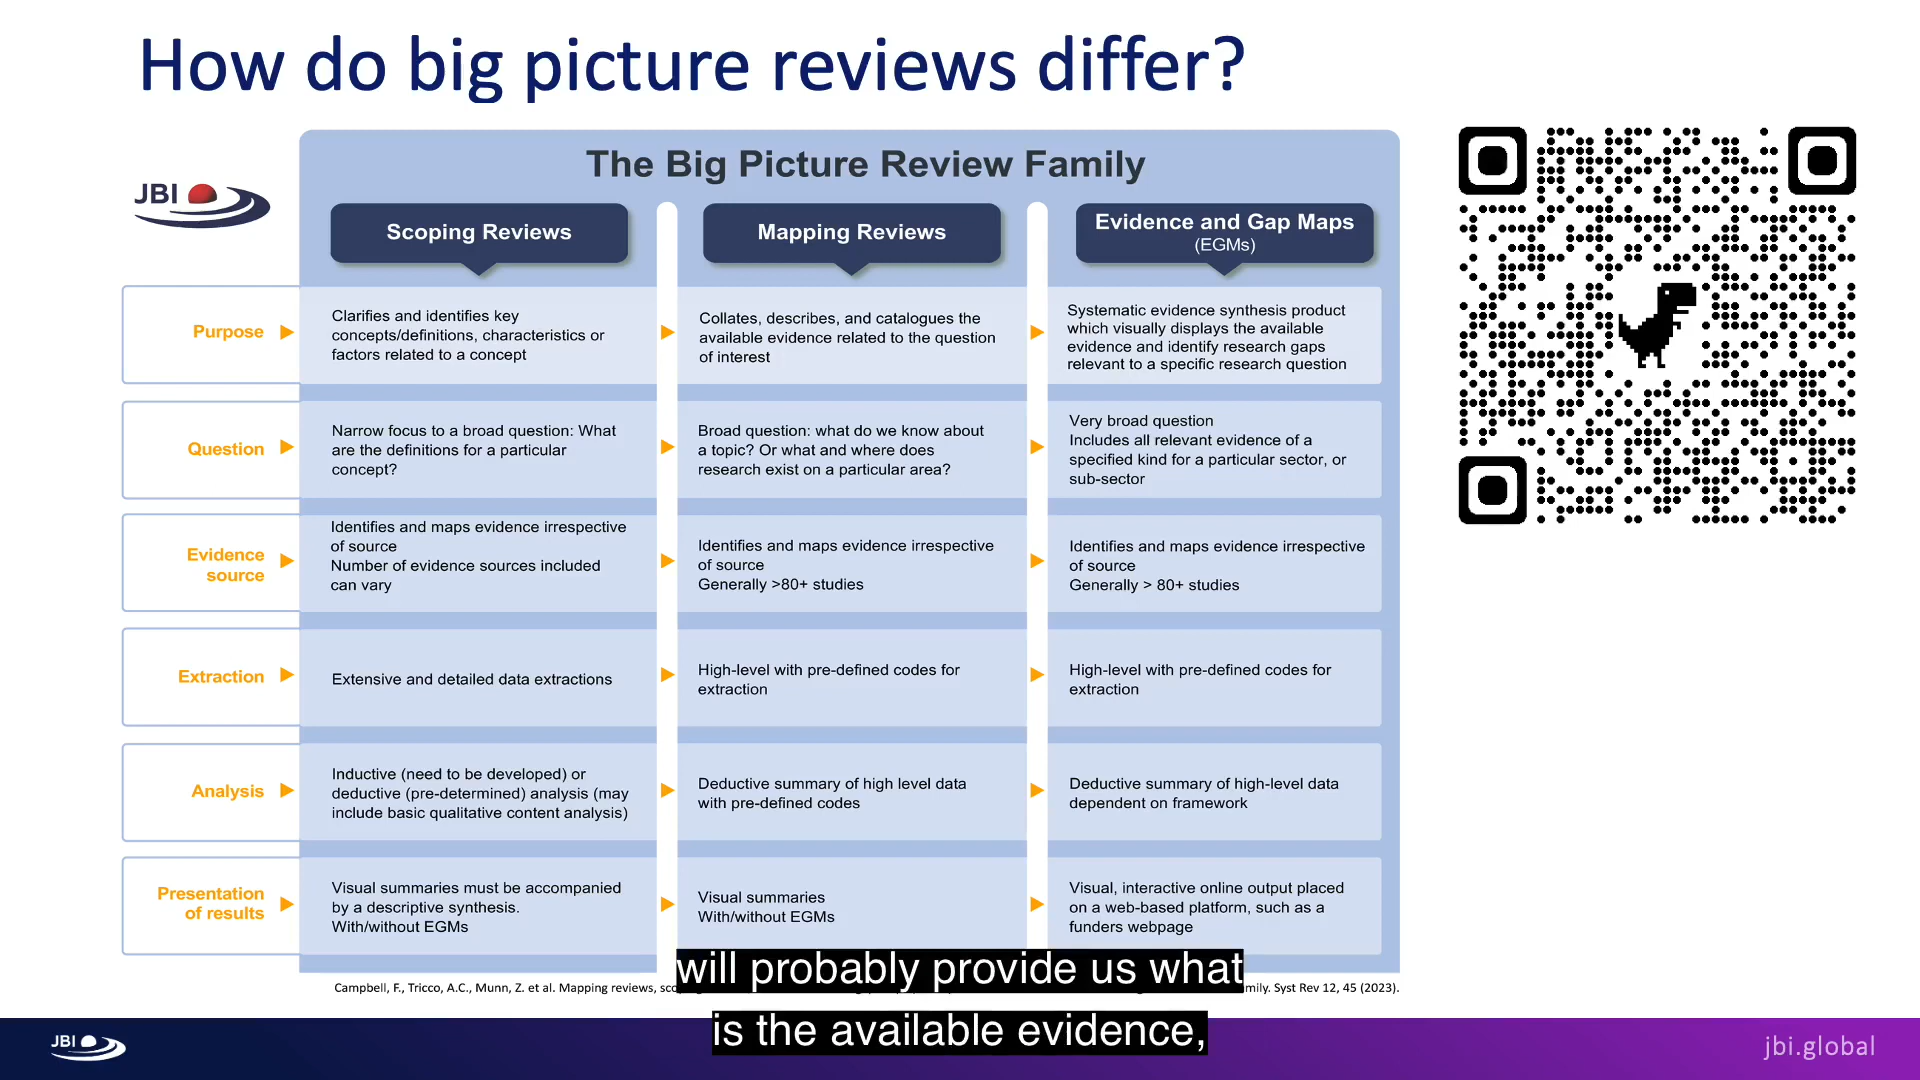 How do big picture reviews differ?
JBI
The Big Picture Review Family
Scoping Reviews
Mapping Reviews
Evidence and Gap Maps
(EGMs)
Purpose
Clarifies and identifies key
concepts/definitions, characteristics or
factors related to a concept
Collates, describes, and catalogues the
available evidence related to the question
of interest
Systematic evidence synthesis product
which visually displays the available
evidence and identify research gaps
relevant to a specific research question
Question
Narrow focus to a broad question: What
are the definitions for a particular
concept?
Broad question: what do we know about
a topic? Or what and where does
research exist on a particular area?
Very broad question
Includes all relevant evidence of a
specified kind for a particular sector, or
sub-sector
Evidence
source
Identifies and maps evidence irrespective
of source
Number of evidence sources included
can vary
Identifies and maps evidence irrespective
of source
Generally >80+ studies
Identifies and maps evidence irrespective
of source
Generally > 80+ studies
Extraction
Extensive and detailed data extractions
High-level with pre-defined codes for
extraction
High-level with pre-defined codes for
extraction
Analysis
Inductive (need to be developed) or
deductive (pre-determined) analysis (may
include basic qualitative content analysis)
Deductive summary of high level data
with pre-defined codes
Deductive summary of high-level data
dependent on framework
Presentation
of results
Visual summaries must be accompanied
by a descriptive synthesis.
With/without EGMs
Visual summaries
With/without EGMs
Visual, interactive online output placed
on a web-based platform, such as a
funders webpage
Campbell, F., Tricco, A.C., Munn, Z. et al. Mapping reviews, Syst Rev 12, 45 (2023).
will probably provide us what
is the available evidence,
JBI
jbi.global